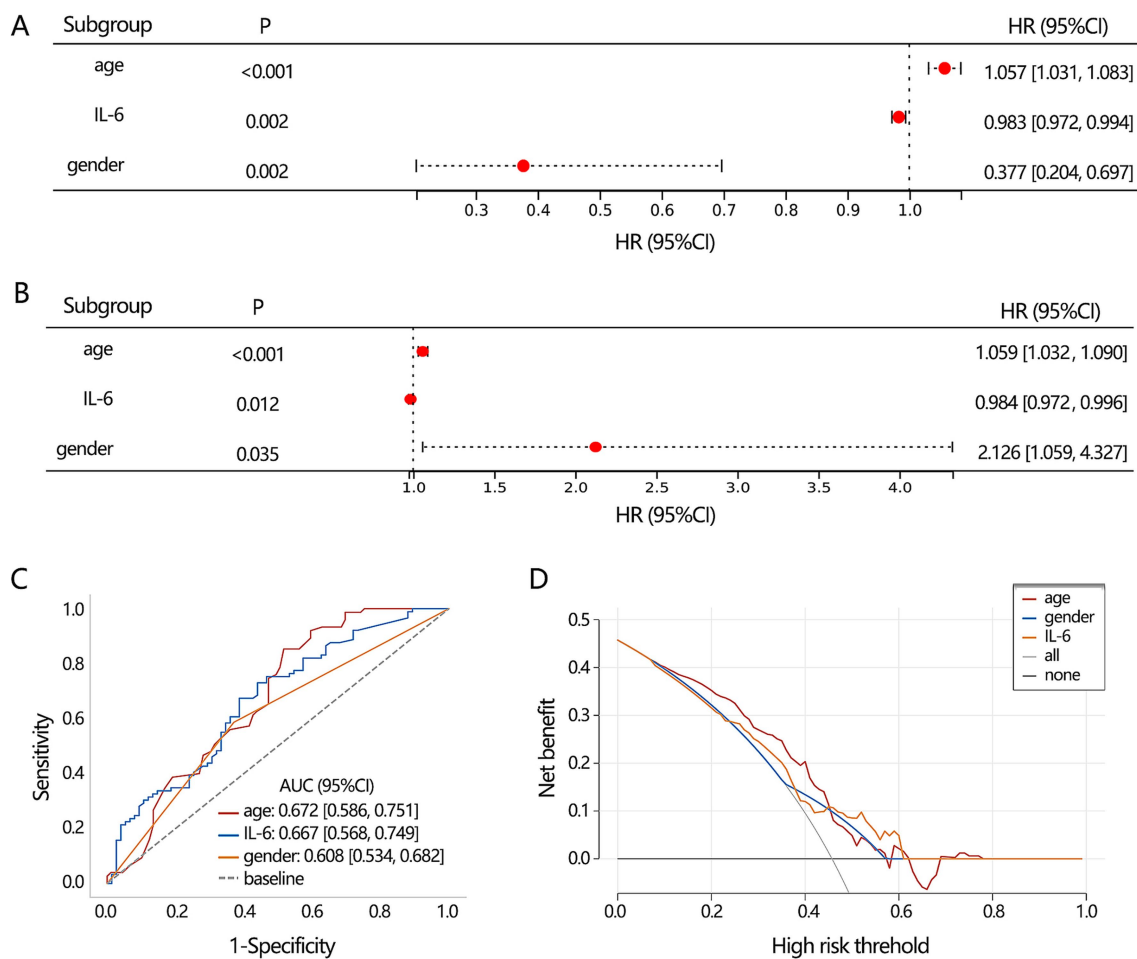 A
Subgroup P HR (95%CI)
age <0.001 1.057 [1.031, 1.083]
IL-6 0.002 0.983 [0.972, 0.994]
gender 0.002 0.377 [0.204, 0.697]
0.3 0.4 0.5 0.6 0.7 0.8 0.9 1.0
HR (95%CI)
B
Subgroup P HR (95%CI)
age <0.001 1.059 [1.032, 1.090]
IL-6 0.012 0.984 [0.972, 0.996]
gender 0.035 2.126 [1.059, 4.327]
1.0 1.5 2.0 2.5 3.0 3.5 4.0
HR (95%CI)
C
Sensitivity
1.0
0.8
0.6
0.4
0.2
0.0
AUC (95%CI)
age: 0.672 [0.586, 0.751]
IL-6: 0.667 [0.568, 0.749]
gender: 0.608 [0.534, 0.682]
baseline
0.0 0.2 0.4 0.6 0.8 1.0
1-Specificity
D
Net benefit
0.5
0.4
0.3
0.2
0.1
0.0
age
gender
IL-6
all
none
0.0 0.2 0.4 0.6 0.8 1.0
High risk threhold